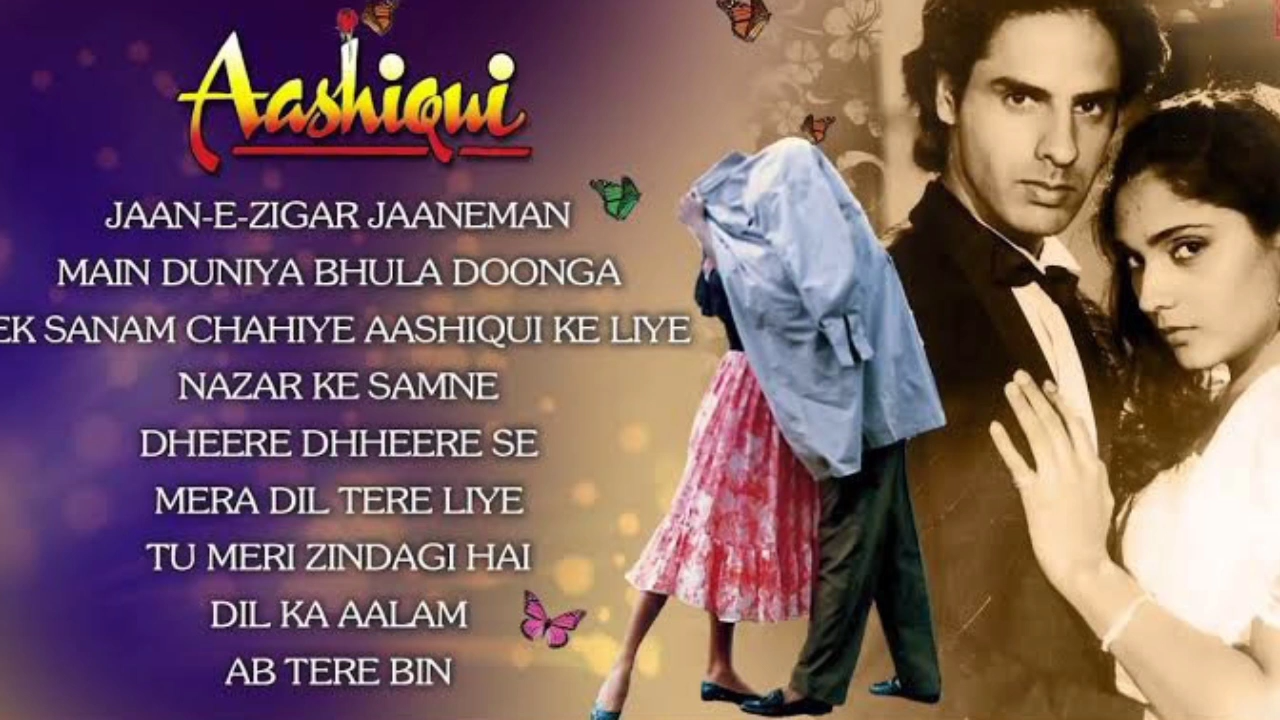 Aashiqui
JAAN-E-ZIGAR JAANEMAN
MAIN DUNIYA BHULA DOONGA
EK SANAM CHAHIYE AASHIQUI KE LIYE
NAZAR KE SAMNE
DHEERE DHHEERE SE
MERA DIL TERE LIYE
TU MERI ZINDAGI HAI
DIL KA AALAM
AB TERE BIN